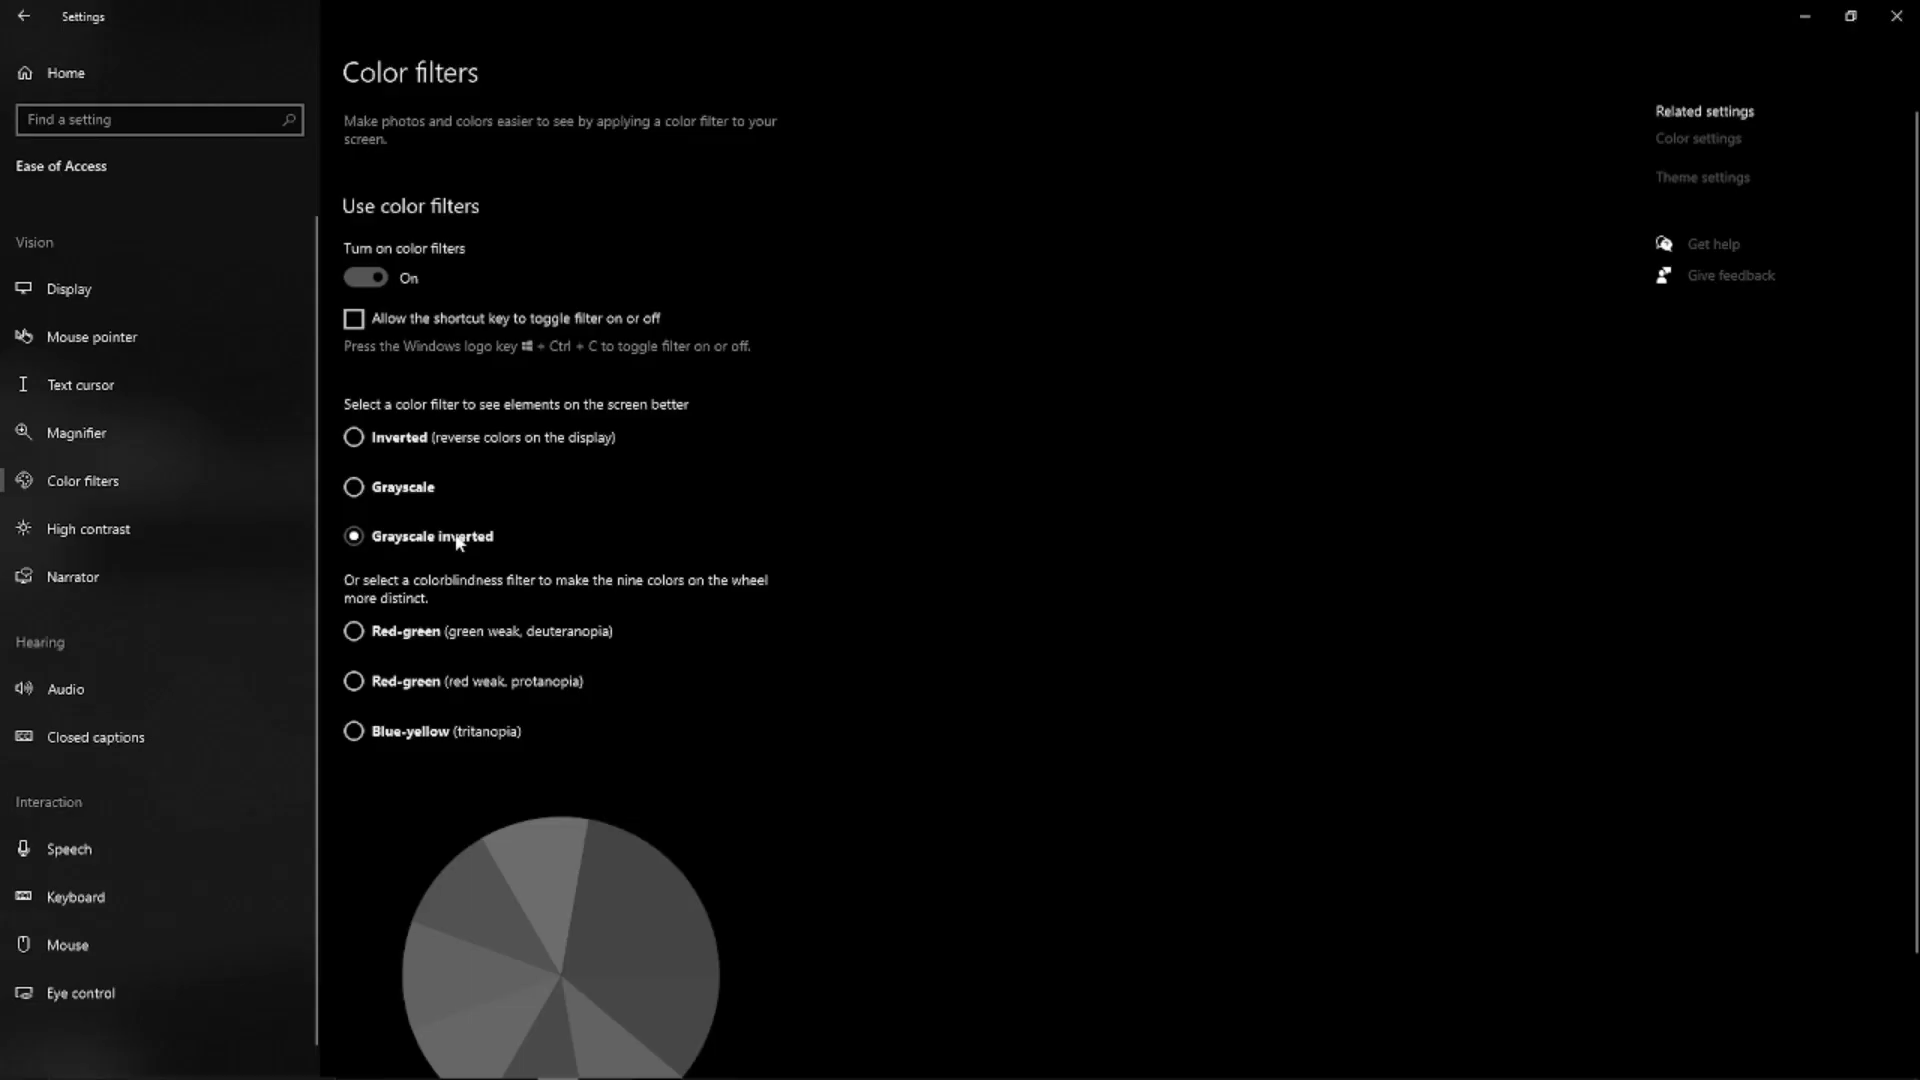 Settings
Home
Find a setting
Ease of Access
Vision
Display
Mouse pointer
Text cursor
Magnifier
Color filters
High contrast
Narrator
Hearing
Audio
Closed captions
Interaction
Speech
Keyboard
Mouse
Eye control
Color filters
Make photos and colors easier to see by applying a color filter to your
screen.
Use color filters
Turn on color filters
On
Allow the shortcut key to toggle filter on or off
Press the Windows logo key + Ctrl + C to toggle filter on or off.
Select a color filter to see elements on the screen better
Inverted (reverse colors on the display)
Grayscale
Grayscale inverted
Or select a colorblindness filter to make the nine colors on the wheel
more distinct.
Red-green (green weak, deuteranopia)
Red-green (red weak, protanopia)
Blue-yellow (tritanopia)
Related settings
Color settings
Theme settings
Get help
Give feedback